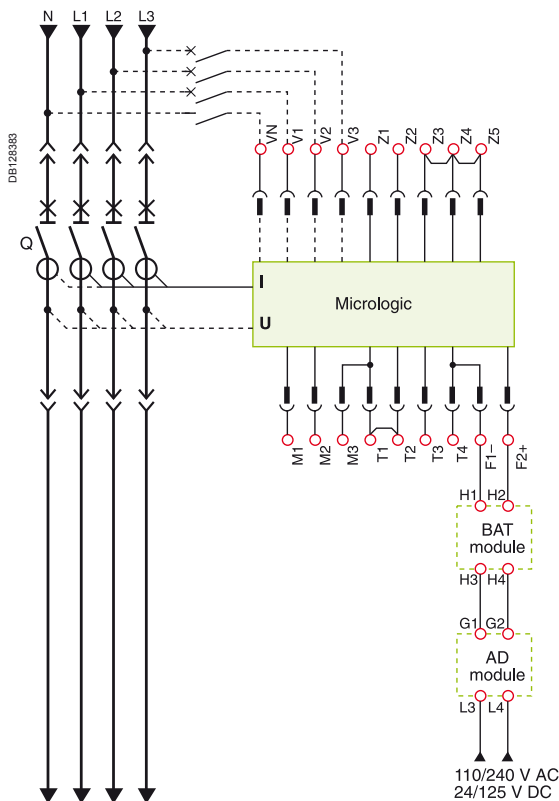 N L1 L2 L3
DB128383
VN V1 V2 V3 Z1 Z2 Z3 Z4 Z5
Q
I
Micrologic
U
M1 M2 M3 T1 T2 T3 T4 F1– F2+
H1 H2
BAT
module
H3 H4
G1 G2
AD
module
L3 L4
110/240 V AC
24/125 V DC